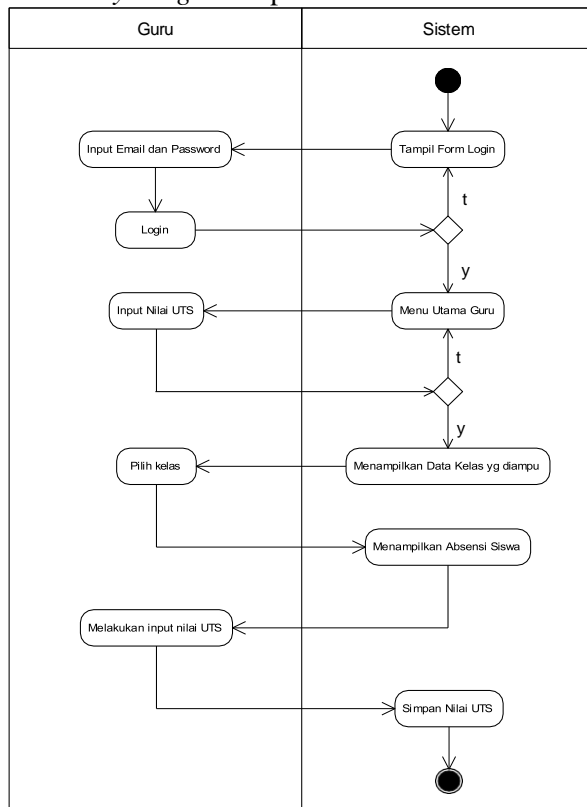 Guru
Sistem
Input Email dan Password
Tampil Form Login
t
Login
y
Input Nilai UTS
Menu Utama Guru
t
y
Pilih kelas
Menampilkan Data Kelas yg diampu
Menampilkan Absensi Siswa
Melakukan input nilai UTS
Simpan Nilai UTS